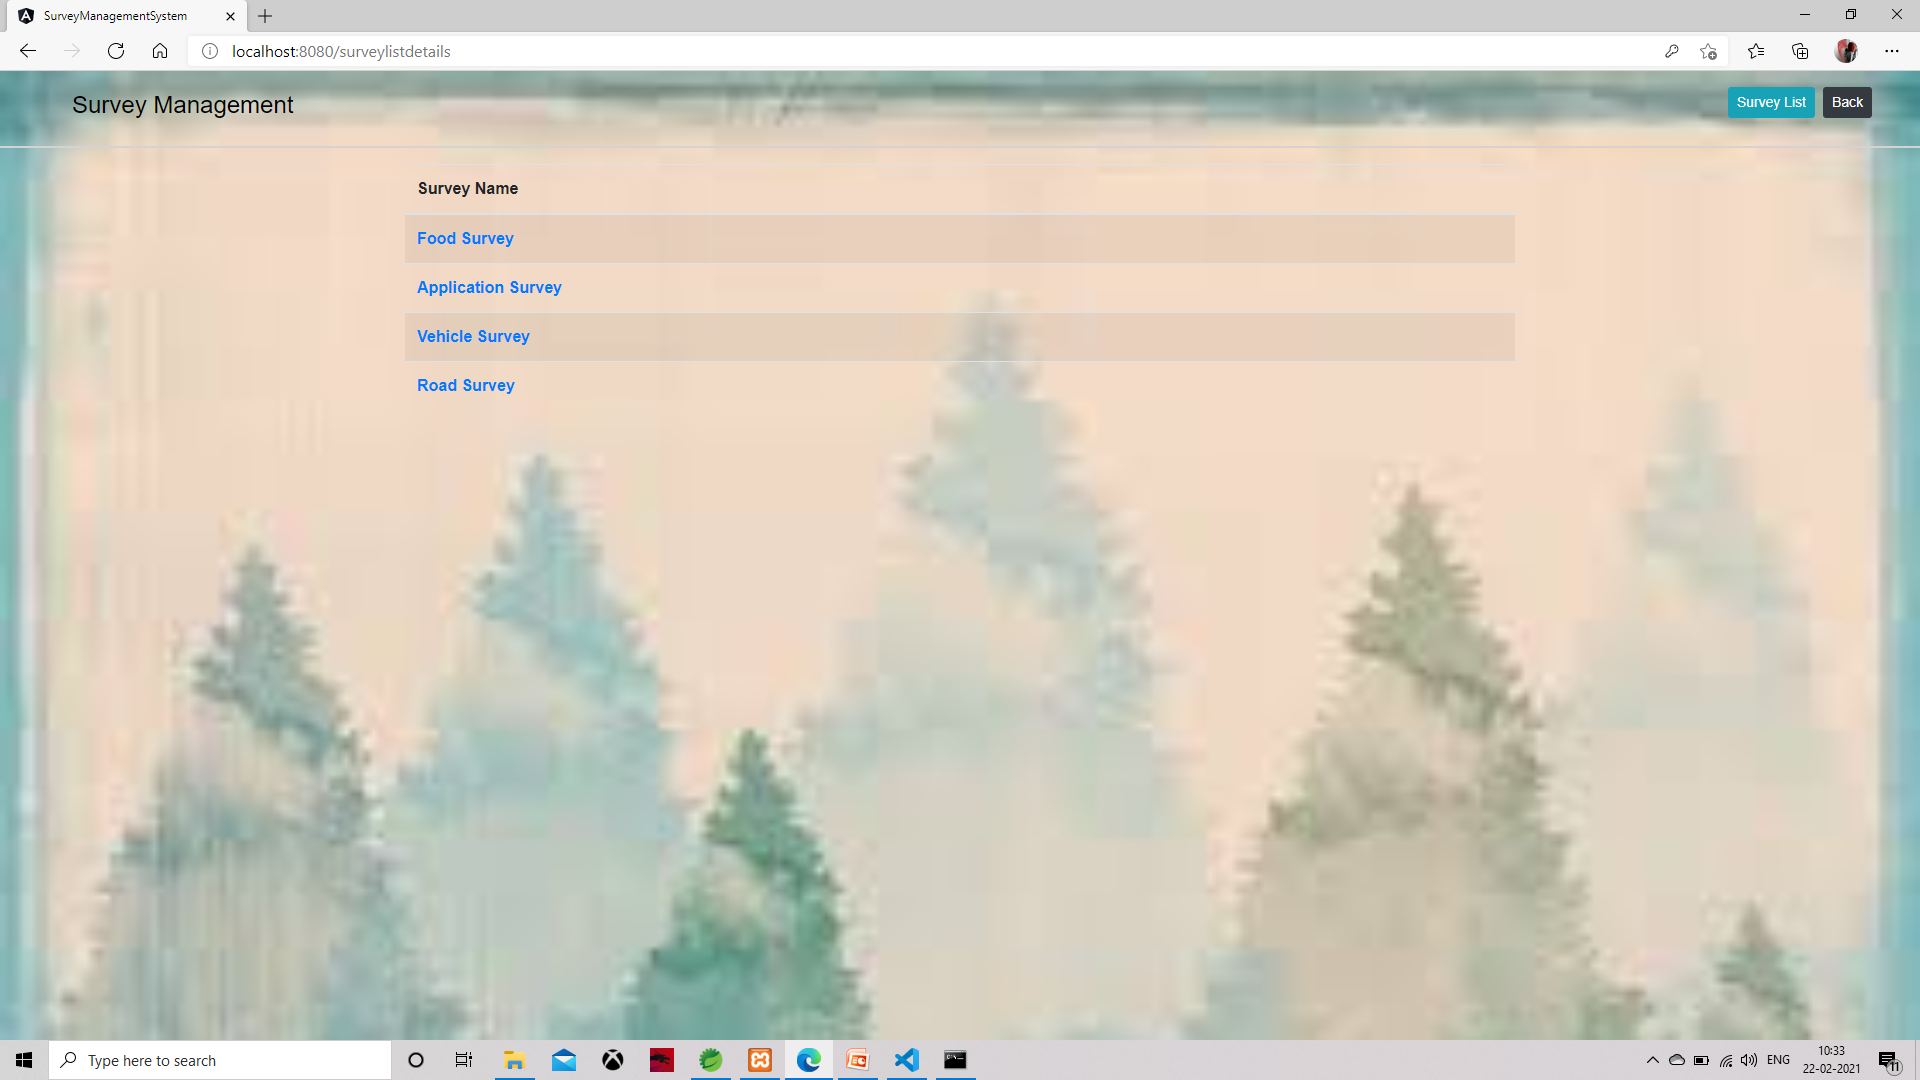 SurveyManagementSystem
localhost:8080/surveylistdetails
Survey Management
Survey List
Back
Survey Name
Food Survey
Application Survey
Vehicle Survey
Road Survey
Type here to search
ENG
10:33
22-02-2021
11